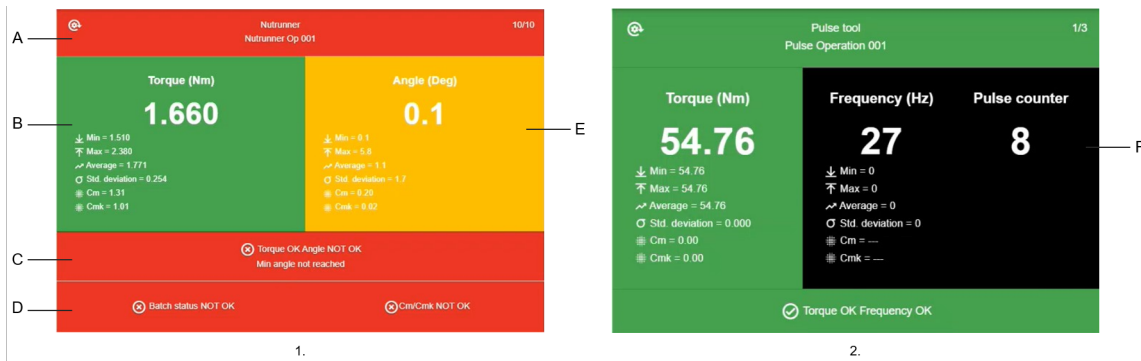 Nutrunner 10/10
Nutrunner Op 001
A
Torque (Nm)
1.660
Min = 1.510
Max = 2.380
Average = 1.771
Std. deviation = 0.254
Cm = 1.31
Cmk = 1.01
B
Angle (Deg)
0.1
Min = 0.1
Max = 5.8
Average = 1.1
Std. deviation = 1.7
Cm = 0.20
Cmk = 0.02
E
Torque OK Angle NOT OK
Min angle not reached
C
Batch status NOT OK
Cm/Cmk NOT OK
D
1.
Pulse tool 1/3
Pulse Operation 001
Torque (Nm)
54.76
Min = 54.76
Max = 54.76
Average = 54.76
Std. deviation = 0.000
Cm = 0.00
Cmk = 0.00
Frequency (Hz)
27
Min = 0
Max = 0
Average = 0
Std. deviation = 0
Cm = ---
Cmk = ---
Pulse counter
8
Torque OK Frequency OK
2.